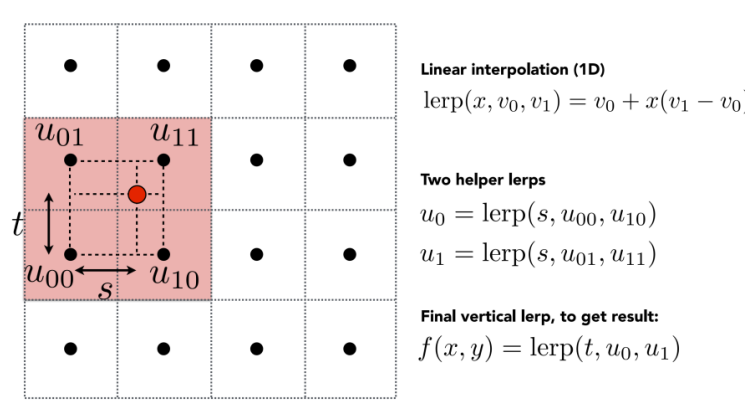 u₀₁ u₁₁
t
u₀₀ u₁₀
s
Linear interpolation (1D)
lerp(x, v₀, v₁) = v₀ + x(v₁ − v₀)
Two helper lerps
u₀ = lerp(s, u₀₀, u₁₀)
u₁ = lerp(s, u₀₁, u₁₁)
Final vertical lerp, to get result:
f(x, y) = lerp(t, u₀, u₁)